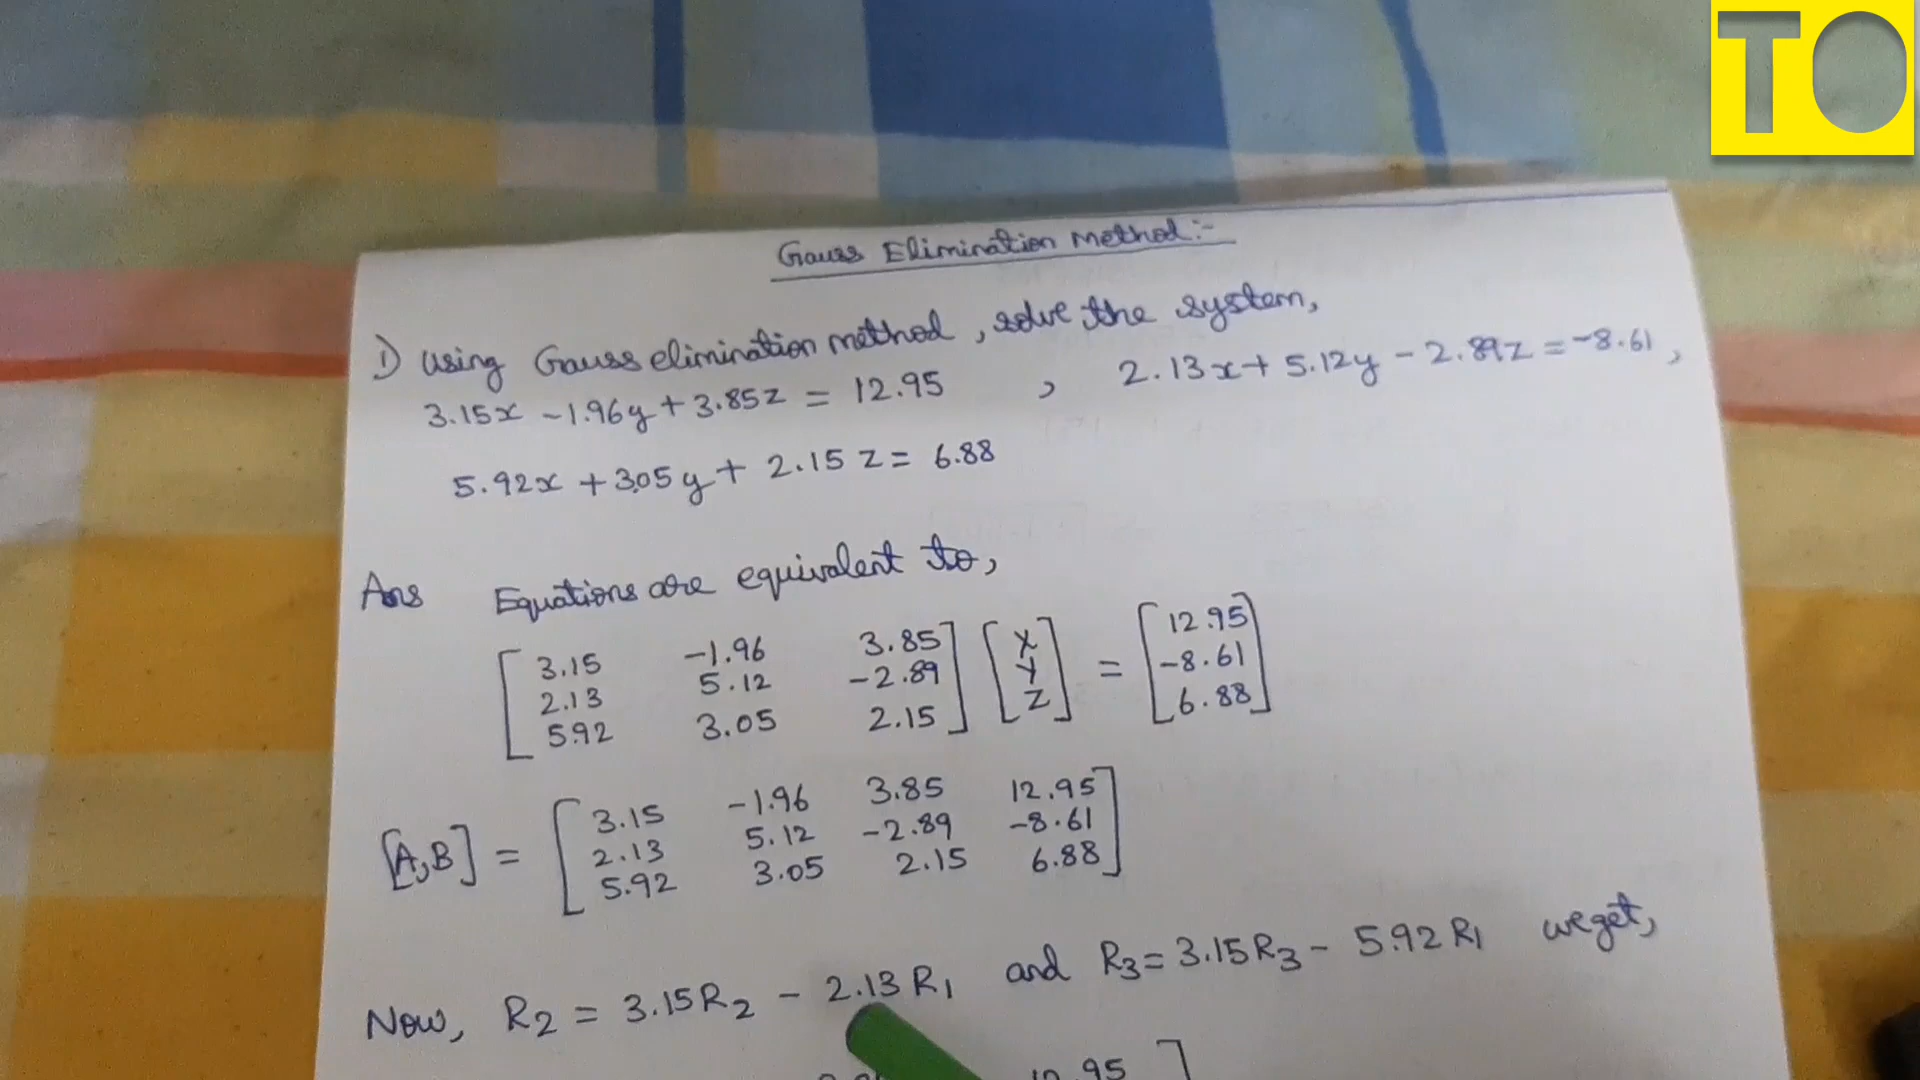 TO
Gauss Elimination Method:-
1) Using Gauss elimination method, solve the system,
3.15x -1.96y + 3.85z = 12.95 , 2.13x + 5.12y - 2.89z = -8.61,
5.92x + 3.05y + 2.15z = 6.88
Ans Equations are equivalent to,
[3.15 -1.96 3.85] [x] = [12.95]
[2.13 5.12 -2.89] [y] [-8.61]
[5.92 3.05 2.15] [z] [6.88]
[3.15 -1.96 3.85 12.95]
[A,B] = [2.13 5.12 -2.89 -8.61]
[5.92 3.05 2.15 6.88]
Now, R2 = 3.15R2 - 2.13R1 and R3 = 3.15R3 - 5.92R1 we get,
12.95]